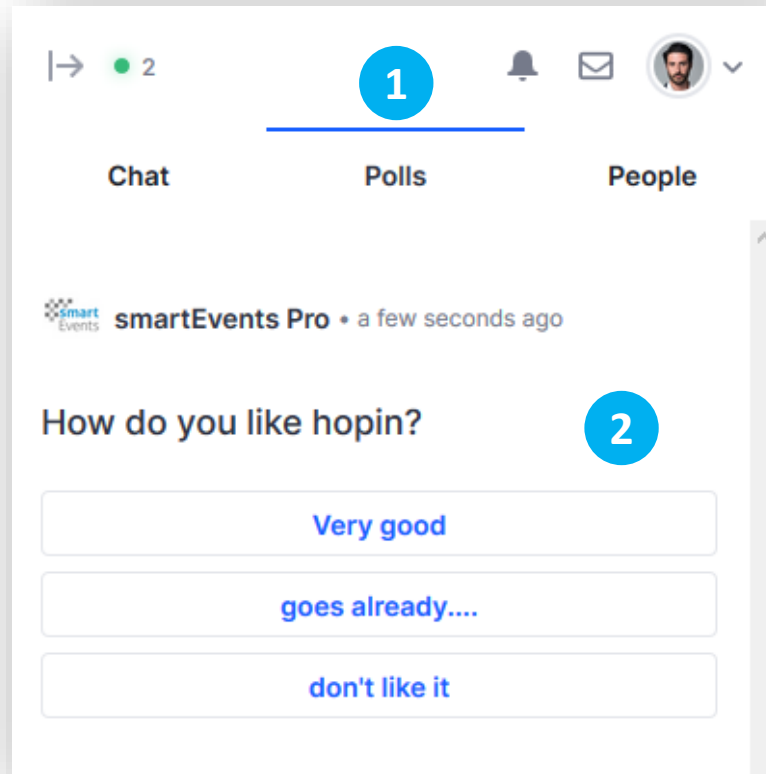 2
1
Chat Polls People
smart
Events
smartEvents Pro • a few seconds ago
How do you like hopin?
2
Very good
goes already....
don't like it